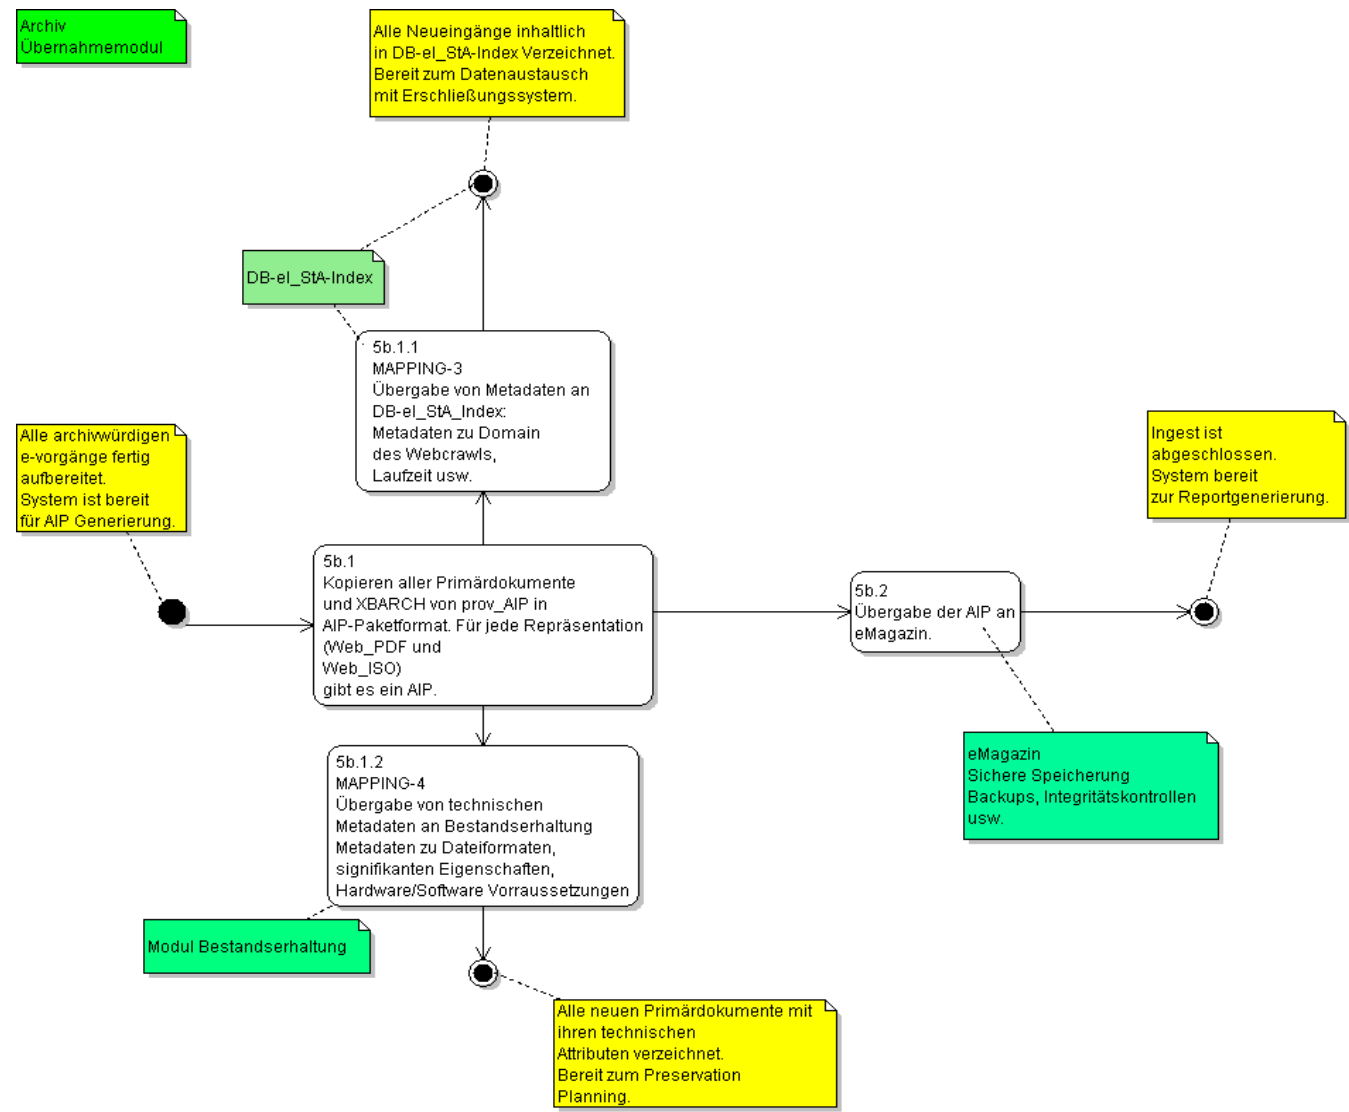 Archiv
Übernahmemodul
Alle Neueingänge inhaltlich
in DB-el_StA-Index Verzeichnet.
Bereit zum Datenaustausch
mit Erschließungssystem.
DB-el_StA-Index
5b.1.1
MAPPING-3
Übergabe von Metadaten an
DB-el_StA_Index:
Metadaten zu Domain
des Webcrawls,
Laufzeit usw.
Alle archivwürdigen
e-vorgänge fertig
aufbereitet.
System ist bereit
für AIP Generierung.
Ingest ist
abgeschlossen.
System bereit
zur Reportgenerierung.
5b.1
Kopieren aller Primärdokumente
und XBARCH von prov_AIP in
AIP-Paketformat. Für jede Repräsentation
(Web_PDF und
Web_ISO)
gibt es ein AIP.
5b.2
Übergabe der AIP an
eMagazin.
5b.1.2
MAPPING-4
Übergabe von technischen
Metadaten an Bestandserhaltung
Metadaten zu Dateiformaten,
signifikanten Eigenschaften,
Hardware/Software Vorraussetzungen
eMagazin
Sichere Speicherung
Backups, Integritätskontrollen
usw.
Modul Bestandserhaltung
Alle neuen Primärdokumente mit
ihren technischen
Attributen verzeichnet.
Bereit zum Preservation
Planning.